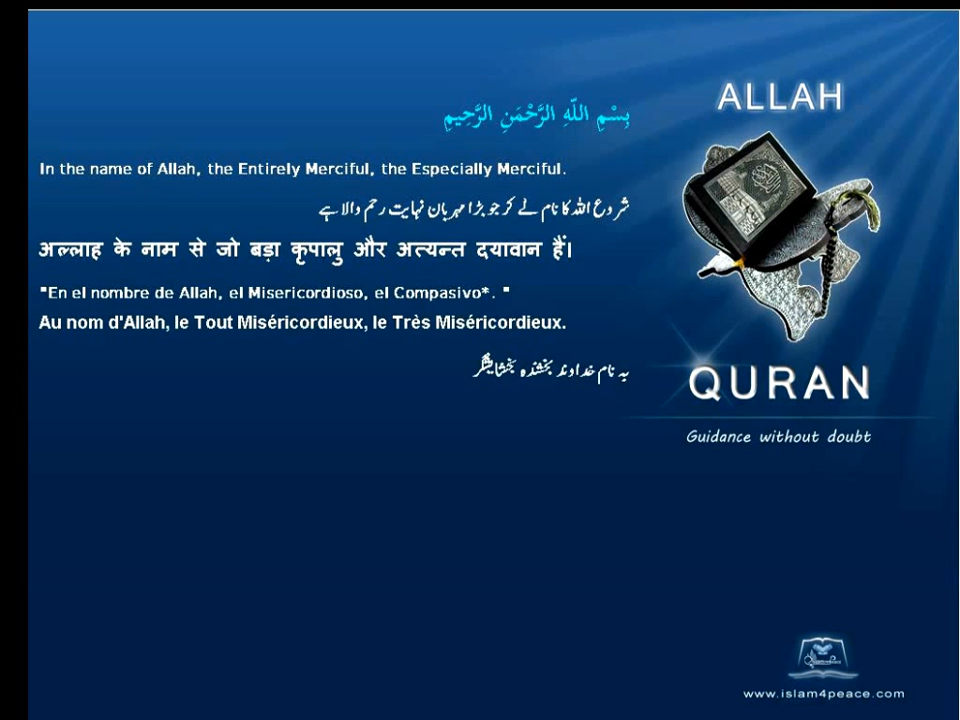 بِسْمِ اللّهِ الرَّحْمَنِ الرَّحِيمِ
In the name of Allah, the Entirely Merciful, the Especially Merciful.
شروع الله کا نام لے کر جو بڑا مہربان نہایت رحم والا ہے
अल्लाह के नाम से जो बड़ा कृपालु और अत्यन्त दयावान हैं।
"En el nombre de Allah, el Misericordioso, el Compasivo*. "
Au nom d'Allah, le Tout Miséricordieux, le Très Miséricordieux.
به نام خداوند بخشنده بخشایشگر
ALLAH
QURAN
Guidance without doubt
www.islam4peace.com